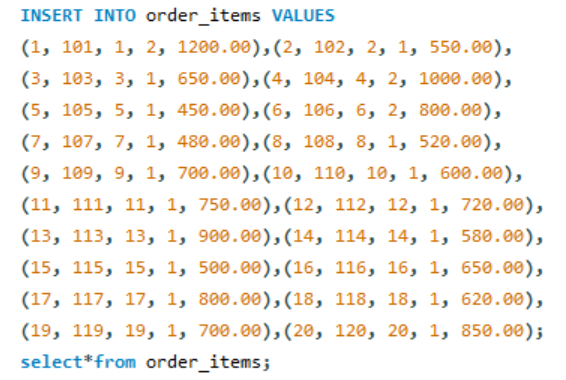 INSERT INTO order_items VALUES
(1, 101, 1, 2, 1200.00),(2, 102, 2, 1, 550.00),
(3, 103, 3, 1, 650.00),(4, 104, 4, 2, 1000.00),
(5, 105, 5, 1, 450.00),(6, 106, 6, 2, 800.00),
(7, 107, 7, 1, 480.00),(8, 108, 8, 1, 520.00),
(9, 109, 9, 1, 700.00),(10, 110, 10, 1, 600.00),
(11, 111, 11, 1, 750.00),(12, 112, 12, 1, 720.00),
(13, 113, 13, 1, 900.00),(14, 114, 14, 1, 580.00),
(15, 115, 15, 1, 500.00),(16, 116, 16, 1, 650.00),
(17, 117, 17, 1, 800.00),(18, 118, 18, 1, 620.00),
(19, 119, 19, 1, 700.00),(20, 120, 20, 1, 850.00);
select*from order_items;